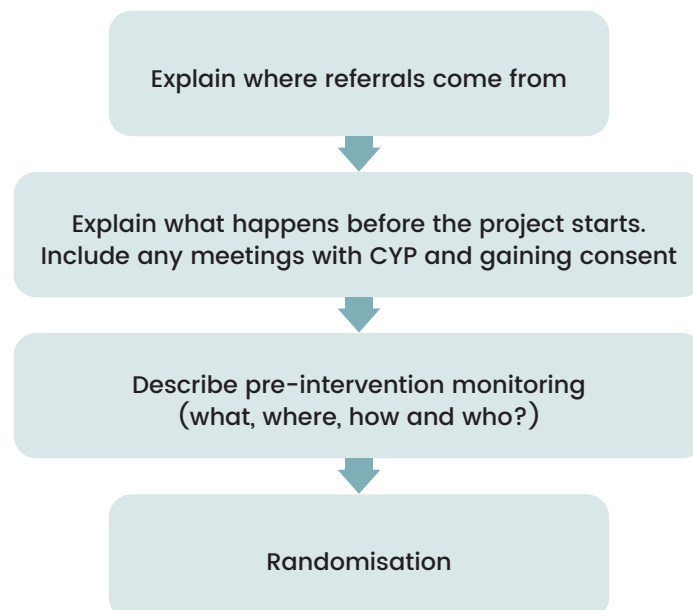 Explain where referrals come from
Explain what happens before the project starts.
Include any meetings with CYP and gaining consent
Describe pre-intervention monitoring
(what, where, how and who?)
Randomisation